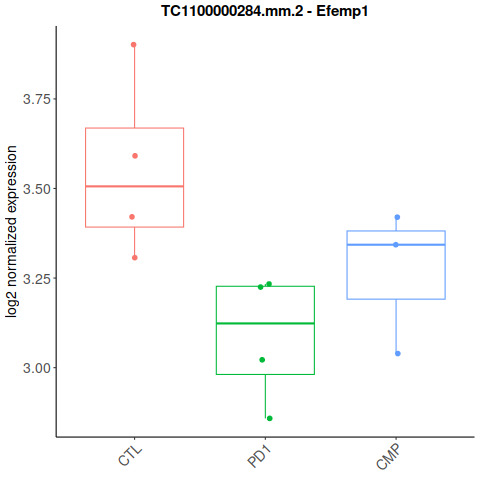 TC1100000284.mm.2 - Efemp1
log2 normalized expression
3.75
3.50
3.25
3.00
CTL
PD1
CMP